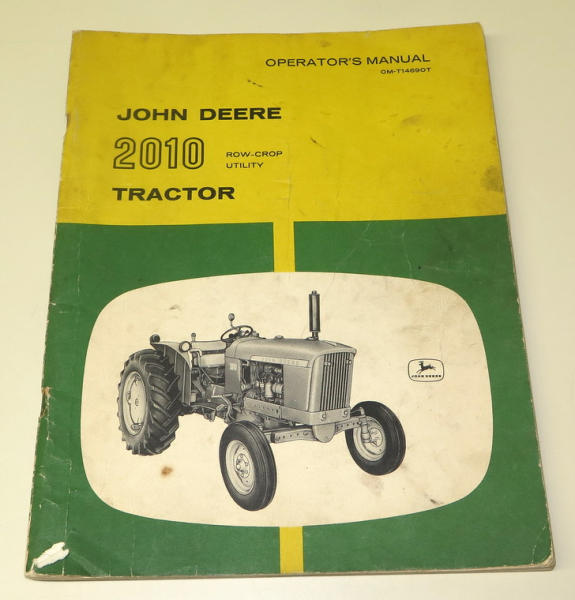 OPERATOR'S MANUAL
OM-T14690T
JOHN DEERE
2010
ROW-CROP
UTILITY
TRACTOR
JOHN DEERE